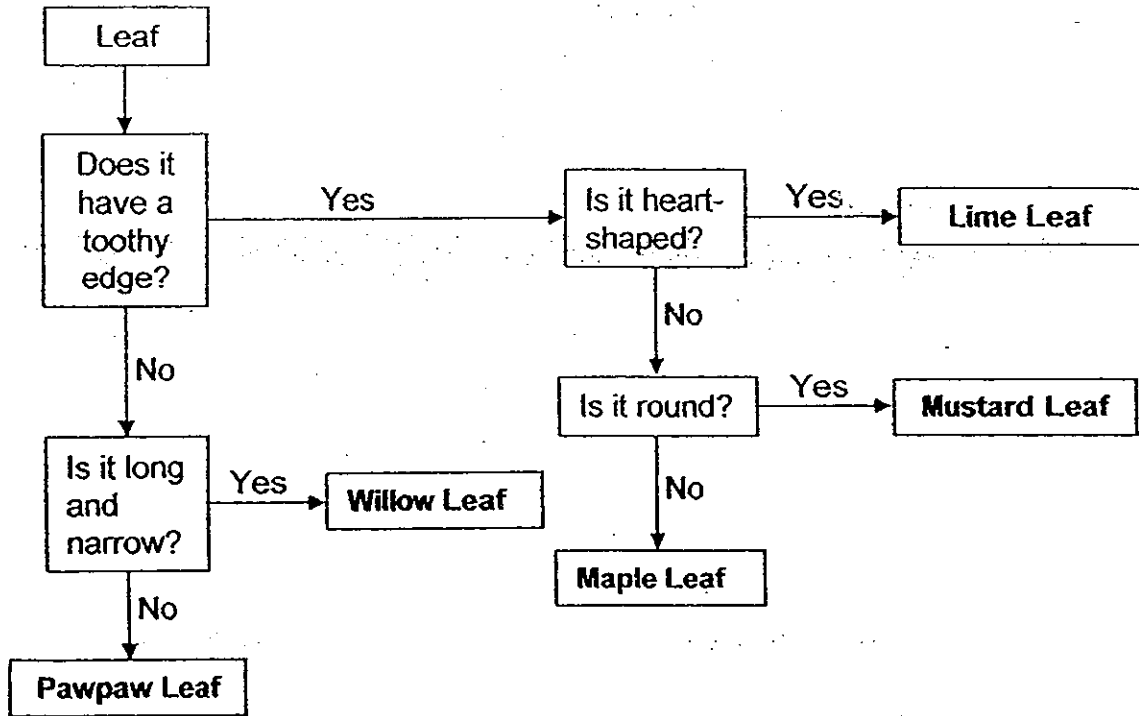 Leaf
Does it
have a
toothy
edge?
Yes
Is it heart-
shaped?
Yes
Lime Leaf
No
No
Is it round?
Yes
Mustard Leaf
Is it long
and
narrow?
Yes
Willow Leaf
No
Maple Leaf
No
Pawpaw Leaf